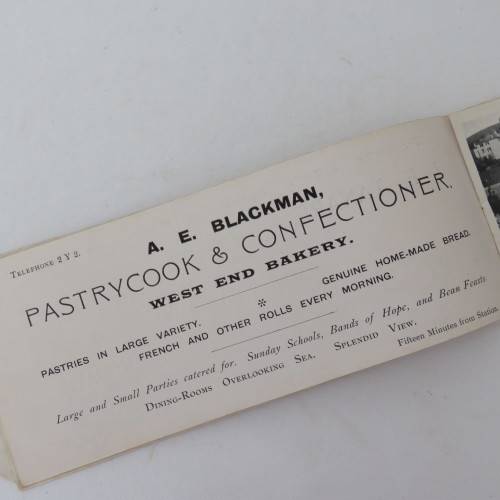 TELEPHONE 2 Y 2.
A. E. BLACKMAN,
PASTRYCOOK & CONFECTIONER,
WEST END BAKERY.
PASTRIES IN LARGE VARIETY. GENUINE HOME-MADE BREAD.
FRENCH AND OTHER ROLLS EVERY MORNING.
Large and Small Parties catered for. Sunday Schools, Bands of Hope, and Bean Feasts
DINING-ROOMS OVERLOOKING SEA. SPLENDID VIEW.
Fifteen Minutes from Station.